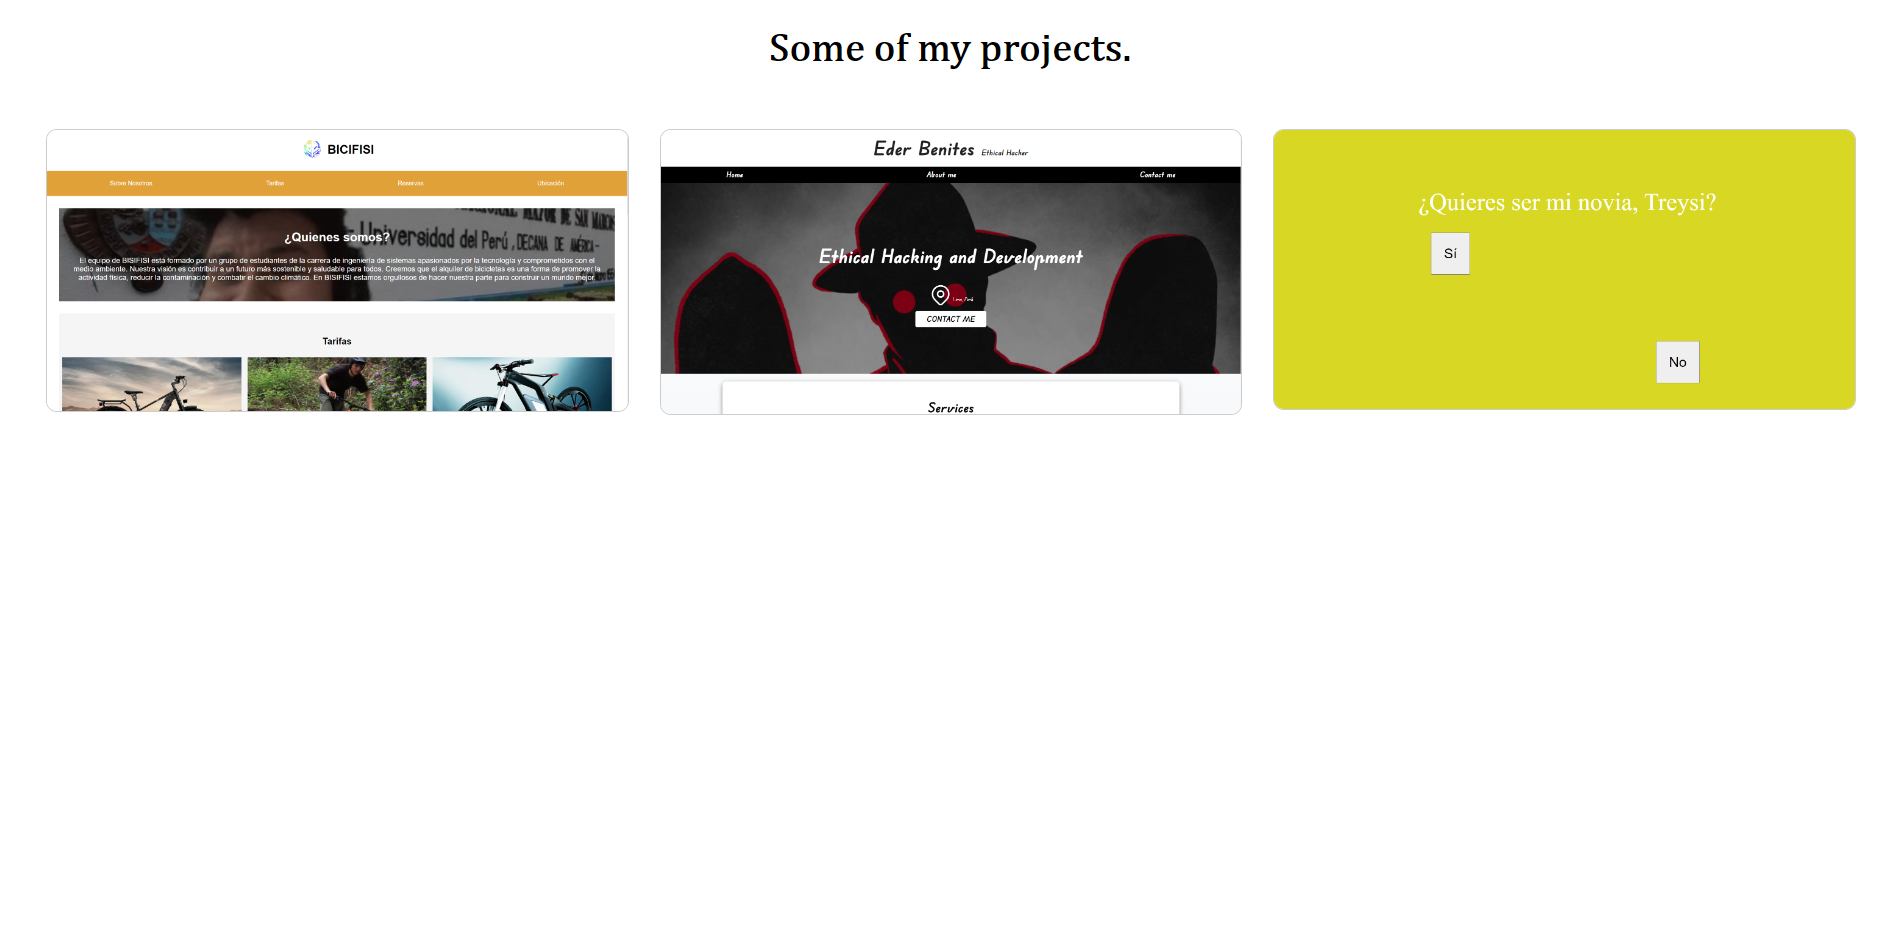 Some of my projects.
BICIFISI
Sobre Nosotros Tarifas Reservas Ubicación
¿Quienes somos?
El equipo de BISIFISI está formado por un grupo de estudiantes de la carrera de ingeniería de sistemas apasionados por la tecnología y comprometidos con el
medio ambiente. Nuestra visión es contribuir a un futuro más sostenible y saludable para todos. Creemos que el alquiler de bicicletas es una forma de promover la
actividad física, reducir la contaminación y combatir el cambio climático. En BISIFISI estamos orgullosos de hacer nuestra parte para construir un mundo mejor.
MAYOR DE SAN MARCOS
Universidad del Perú, DECANA DE AMÉRICA-
Tarifas
Eder Benites Ethical Hacker
Home About me Contact me
Ethical Hacking and Development
Lima, Perú
CONTACT ME
Services
¿Quieres ser mi novia, Treysi?
Sí
No